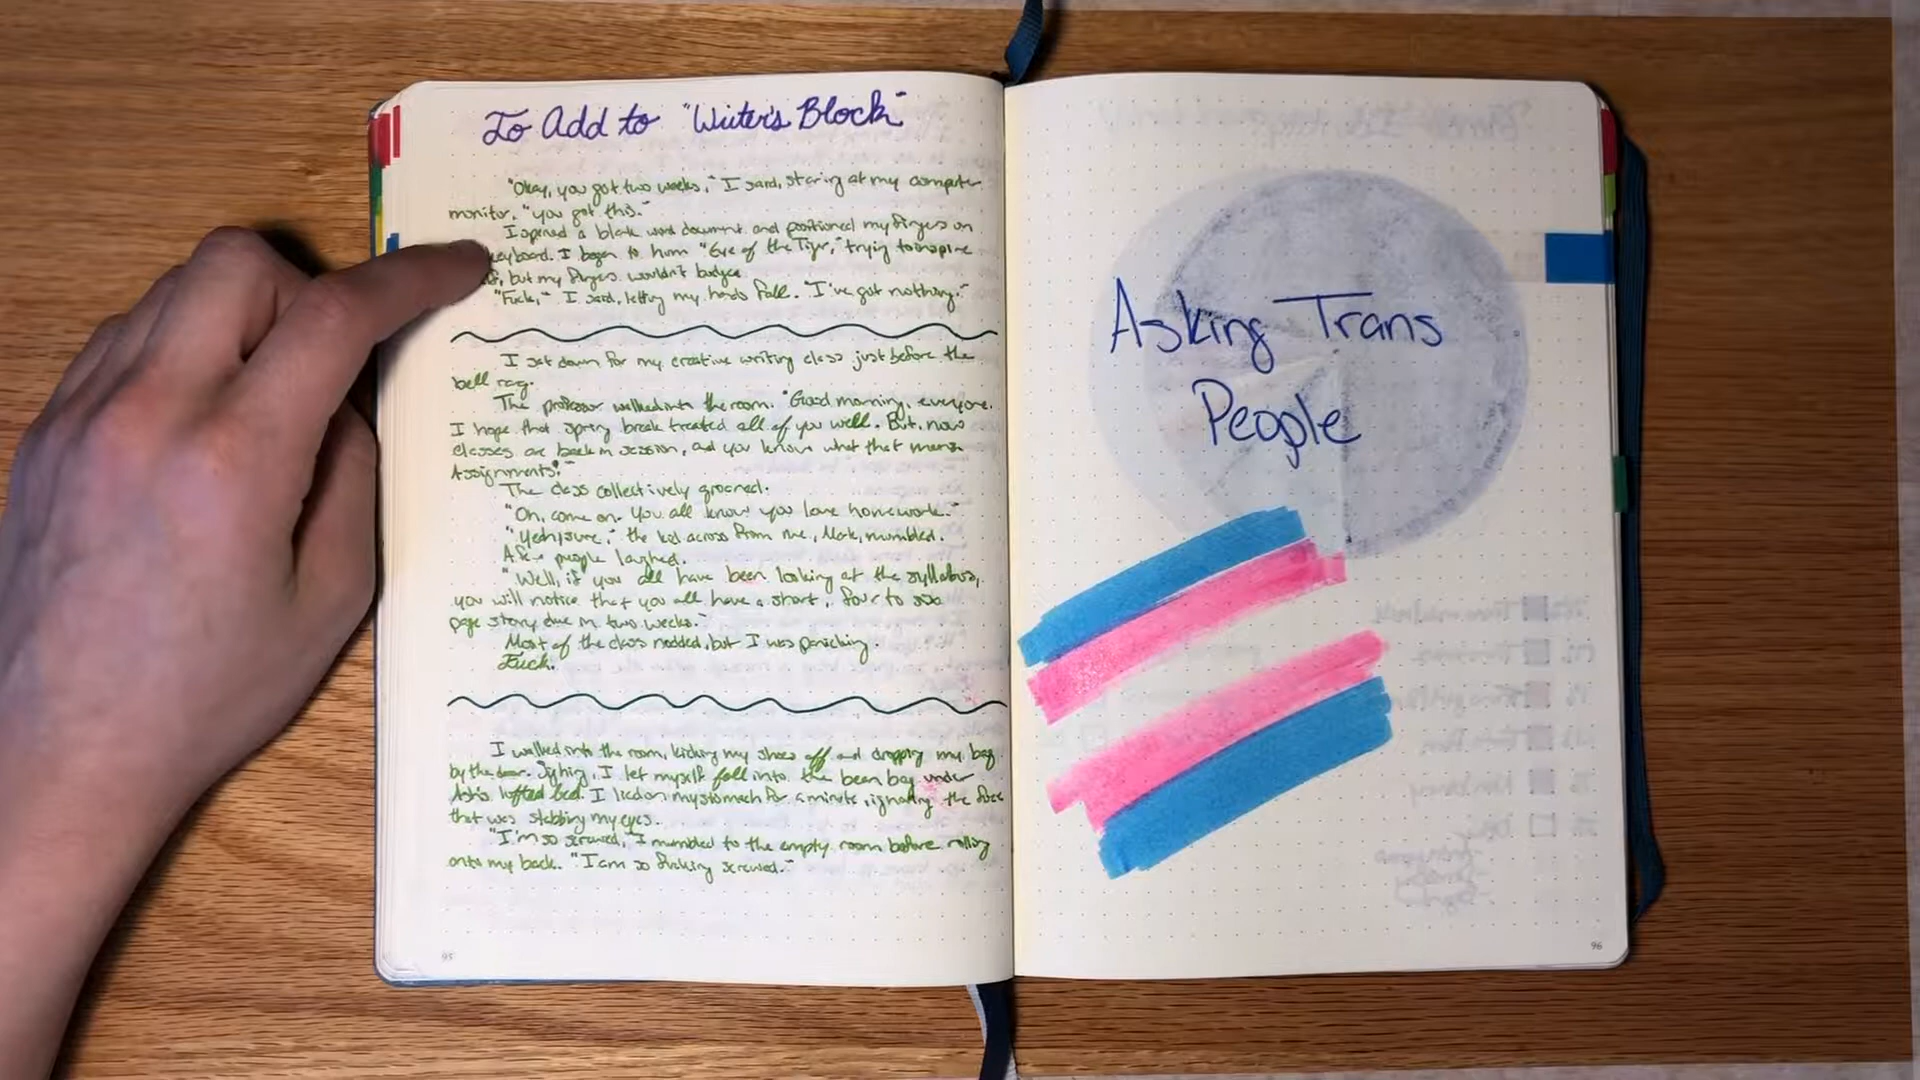 To Add to "Writer's Block"
"Okay, you got two weeks," I said, staring at my computer
monitor, "you got this."
I opened a blank word document and positioned my fingers on
keyboard. I began to hum "Eye of the Tiger," trying to inspire
but my fingers wouldn't budge.
"Fuck," I said, letting my hands fall. "I've got nothing."
I sat down for my creative writing class just before the
bell rang.
The professor walked into the room. "Good morning, everyone.
I hope that spring break treated all of you well. But, now
classes are back in session, and you know what that means.
Assignments!"
The class collectively groaned.
"Oh, come on. You all know you love homework."
"Yeah, sure," the kid across from me, Mark, mumbled.
A few people laughed.
"Well, if you all have been looking at the syllabus,
you will notice that you all have a short, four to six
page story due in two weeks."
Most of the class nodded, but I was panicking.
Fuck.
I walked into the room, kicking my shoes off and dropping my bag
by the door. Sighing, I let myself fall into the bean bag under
lofted bed. I lied on my stomach for a minute, ignoring the
that was stabbing my eyes.
"I'm so screwed," I mumbled to the empty room before rolling
onto my back. "I am so fucking screwed."
95
Asking Trans
People
96